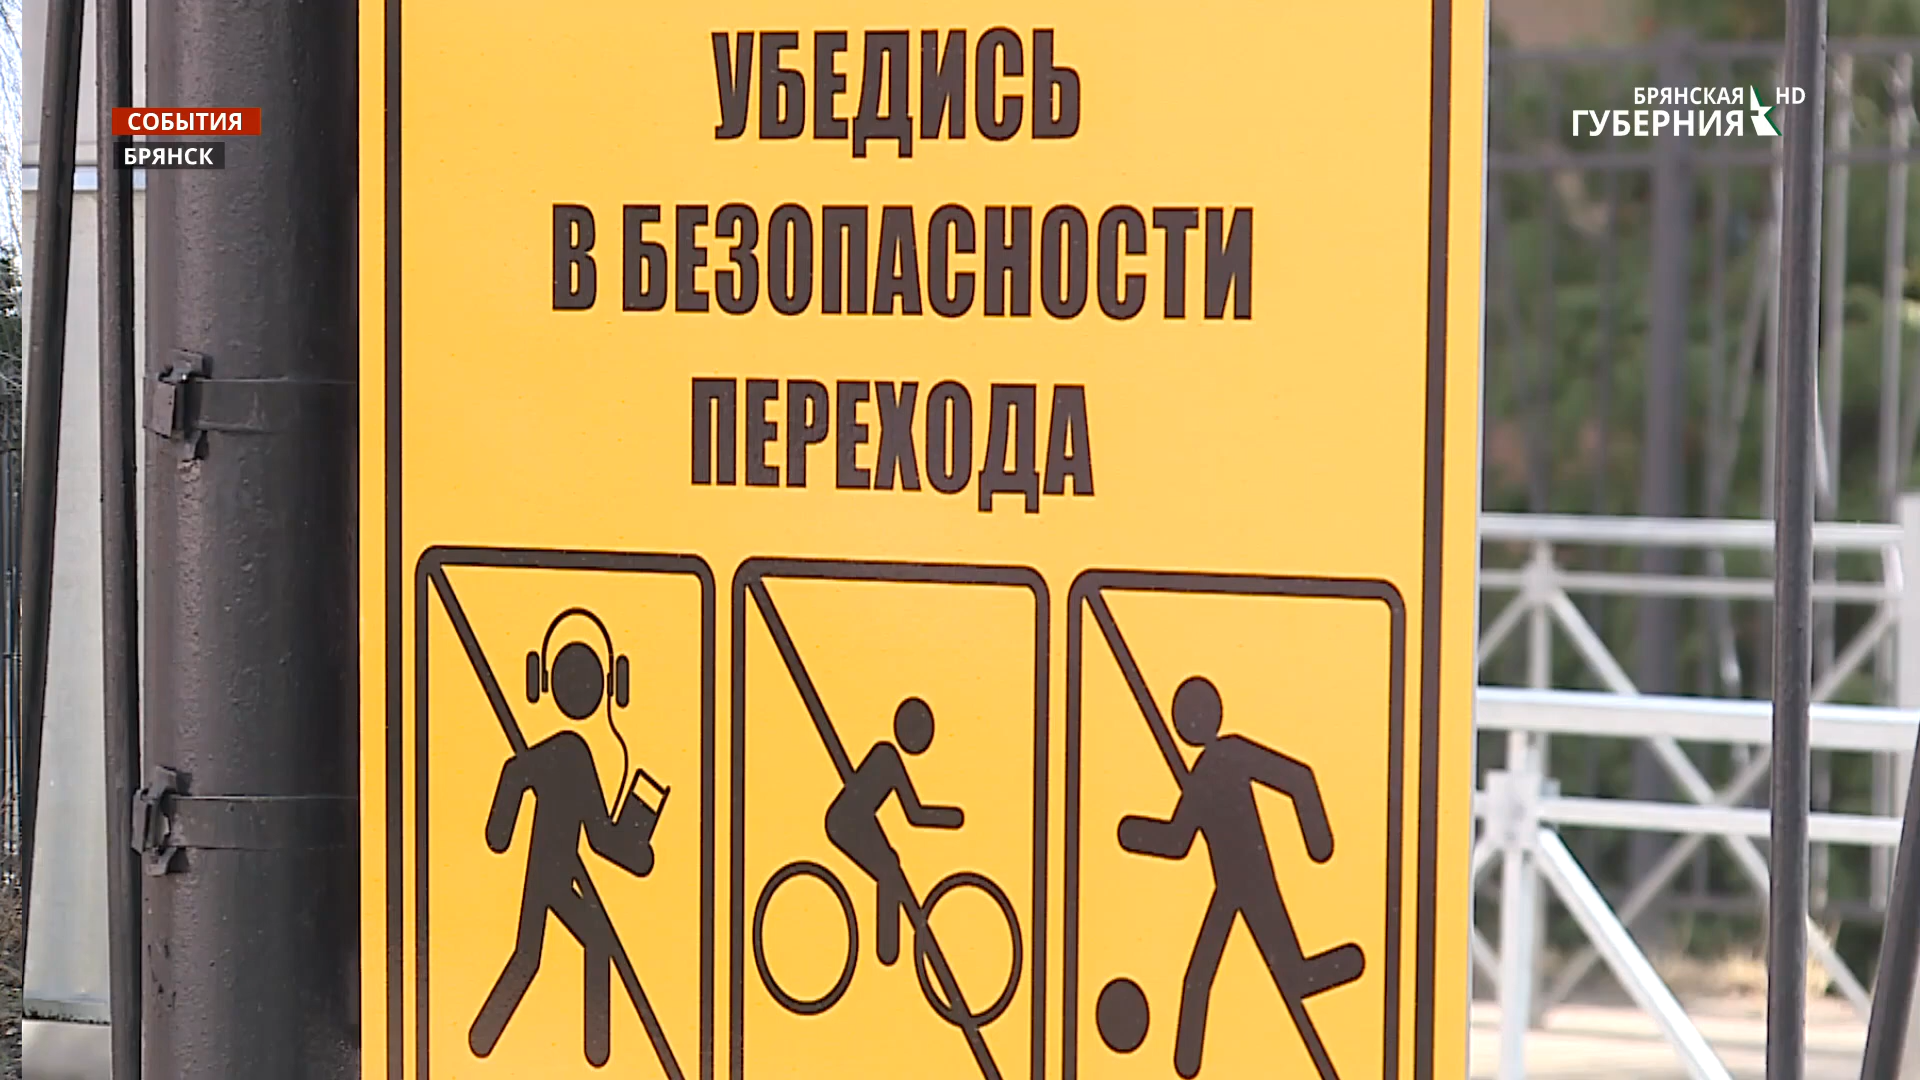 УБЕДИСЬ
В БЕЗОПАСНОСТИ
ПЕРЕХОДА
СОБЫТИЯ
БРЯНСК
БРЯНСКАЯ HD
ГУБЕРНИЯ